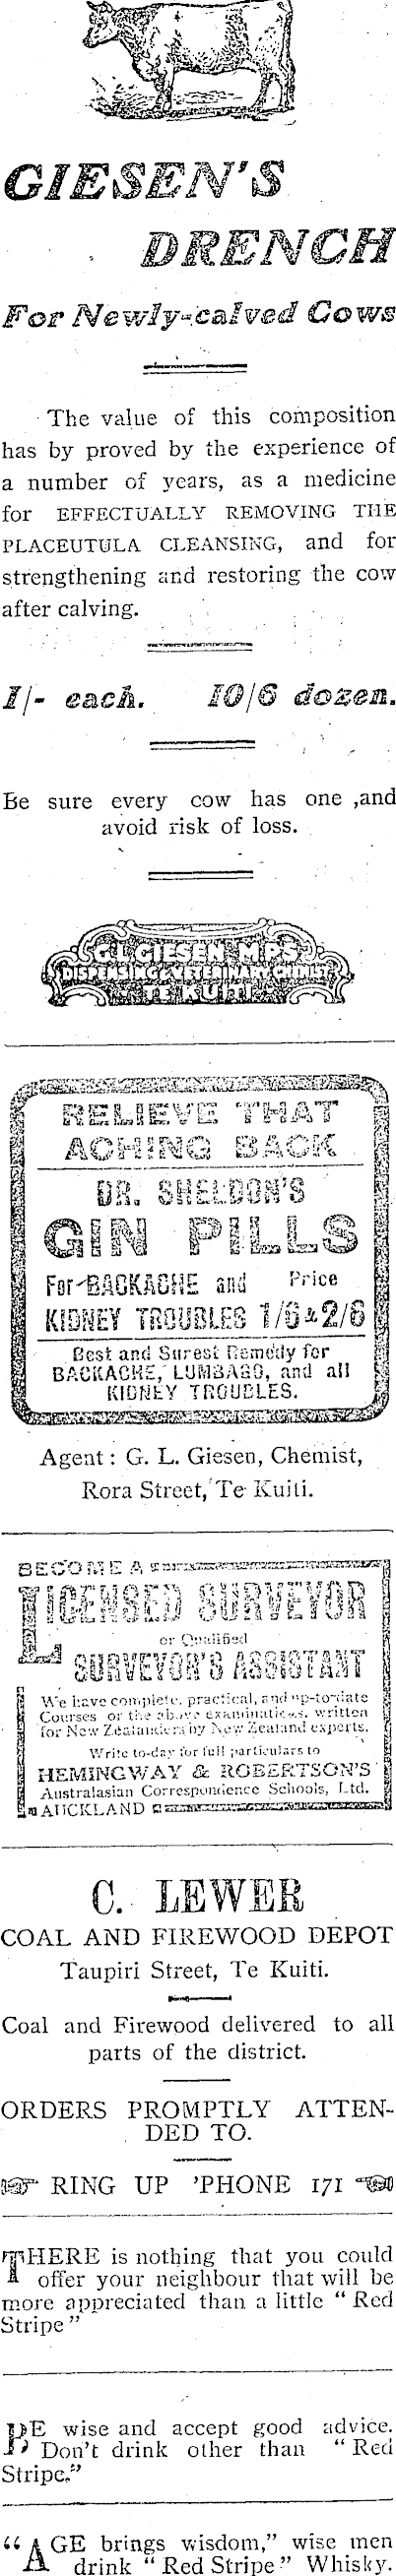 GIESEN'S
DRENCH
For Newly-calved Cows
The value of this composition
has by proved by the experience of
a number of years, as a medicine
for EFFECTUALLY REMOVING THE
PLACEUTULA CLEANSING, and for
strengthening and restoring the cow
after calving.
1/- each. 10/6 dozen.
Be sure every cow has one ,and
avoid risk of loss.
G. L. GIESEN M.P.S.
DISPENSING & VETERINARY CHEMIST
TE KUITI
RELIEVE THAT
ACHING BACK
DR. SHELDON'S
GIN PILLS
For BACKACHE and Price
KIDNEY TROUBLES 1/6 & 2/6
Best and Surest Remedy for
BACKACHE, LUMBAGO, and all
KIDNEY TROUBLES.
Agent : G. L. Giesen, Chemist,
Rora Street, Te Kuiti.
BECOME A
LICENSED SURVEYOR
or Qualified
SURVEYOR'S ASSISTANT
We have complete, practical, and up-to-date
Courses or the above examinations, written
for New Zealanders by New Zealand experts.
Write to-day for full particulars to
HEMINGWAY & ROBERTSON'S
Australasian Correspondence Schools, Ltd.
AUCKLAND
C. LEWER
COAL AND FIREWOOD DEPOT
Taupiri Street, Te Kuiti.
Coal and Firewood delivered to all
parts of the district.
ORDERS PROMPTLY ATTEN-
DED TO.
RING UP 'PHONE 171
THERE is nothing that you could
offer your neighbour that will be
more appreciated than a little "Red
Stripe"
BE wise and accept good advice.
Don't drink other than "Red
Stripe."
"AGE brings wisdom," wise men
drink "Red Stripe" Whisky.